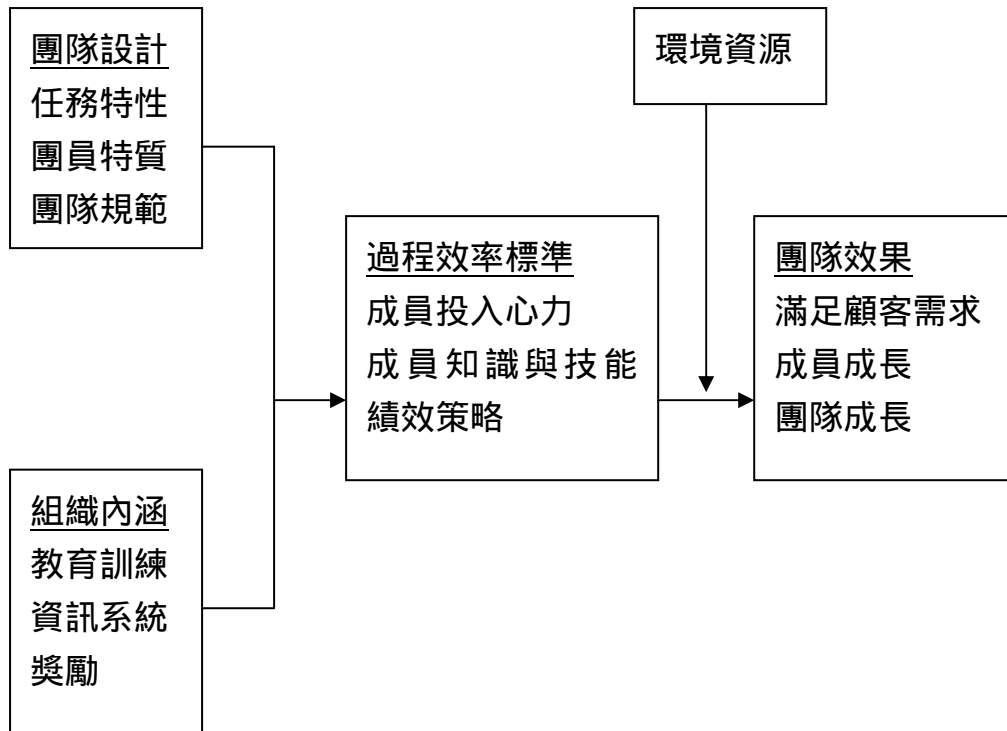 團隊設計
任務特性
團員特質
團隊規範
環境資源
過程效率標準
成員投入心力
成員知識與技能
績效策略
團隊效果
滿足顧客需求
成員成長
團隊成長
組織內涵
教育訓練
資訊系統
獎勵